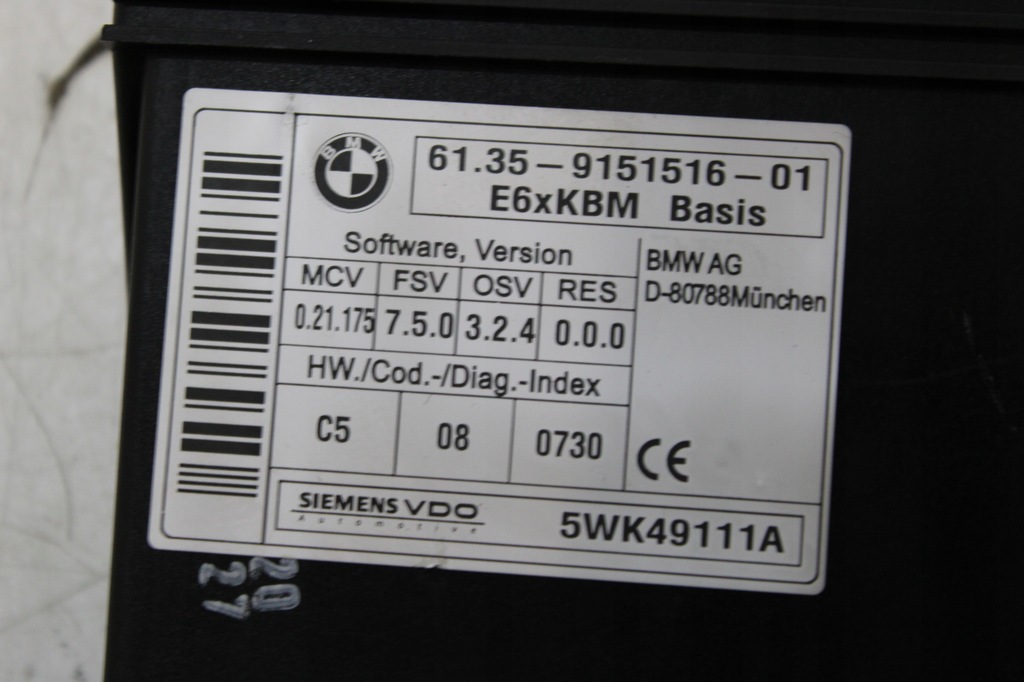 BMW
61.35-9151516-01
E6xKBM Basis
Software, Version
MCV FSV OSV RES
0.21.175 7.5.0 3.2.4 0.0.0
BMW AG
D-80788München
HW./Cod.-/Diag.-Index
C5 08 0730
CE
SIEMENS VDO
Automotive
5WK49111A
20
27